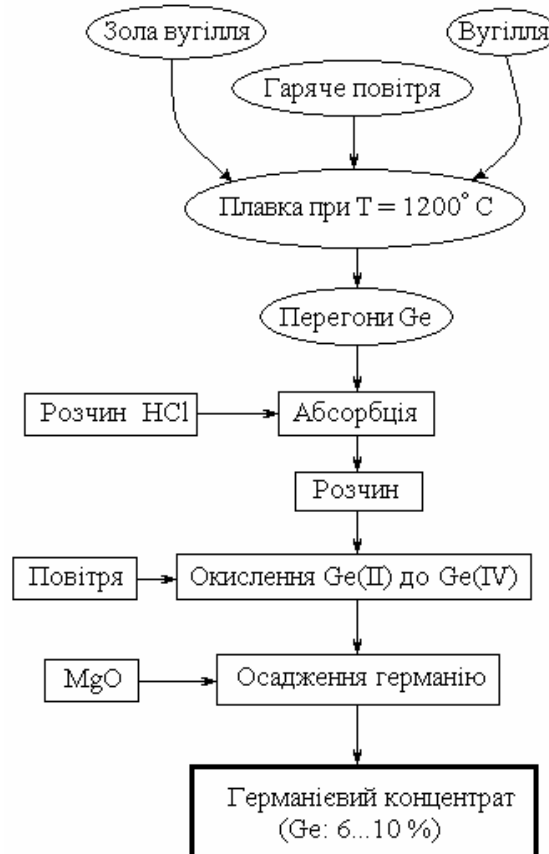 Зола вугілля
Вугілля
Гаряче повітря
Плавка при T = 1200° C
Перегони Ge
Розчин HCl
Абсорбція
Розчин
Повітря
Окислення Ge(II) до Ge(IV)
MgO
Осадження германію
Германієвий концентрат
(Ge: 6...10 %)